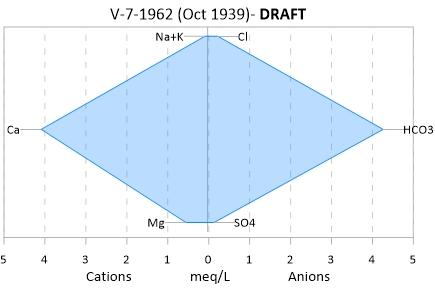 V-7-1962 (Oct 1939)- DRAFT
Na+K Cl
Ca HCO3
Mg SO4
5 4 3 2 1 0 1 2 3 4 5
Cations meq/L Anions